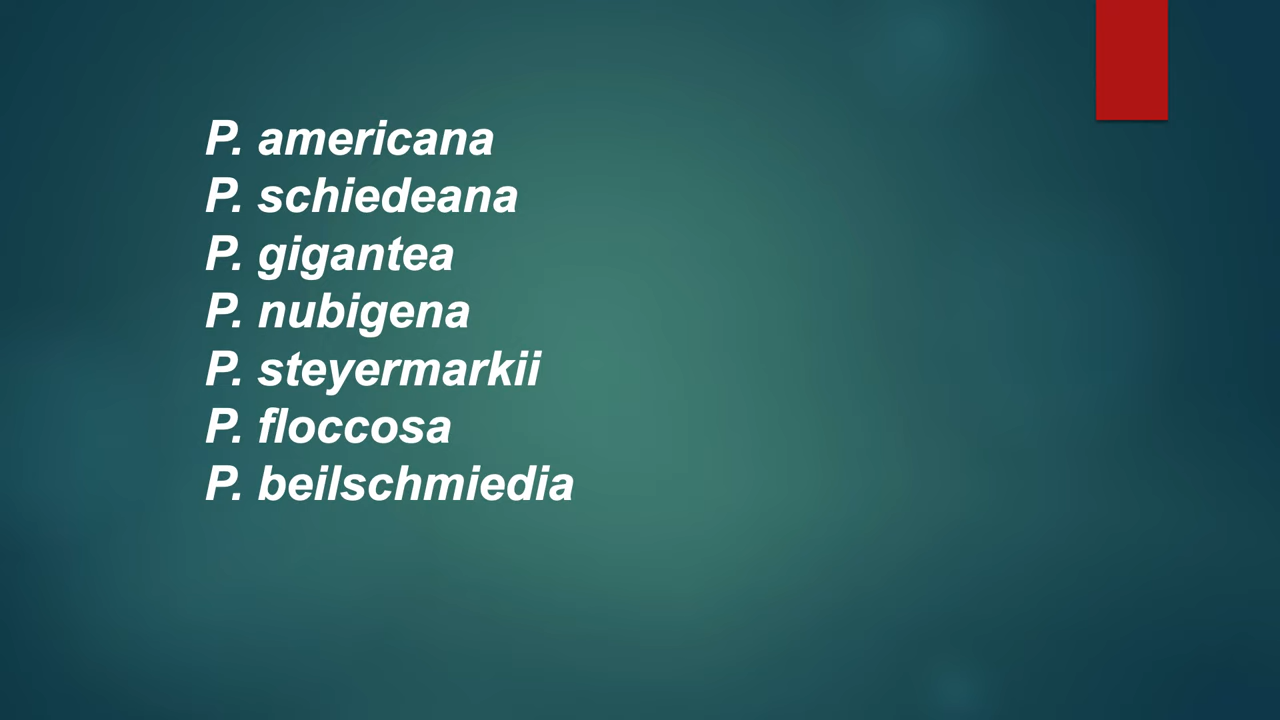 P. americana
P. schiedeana
P. gigantea
P. nubigena
P. steyermarkii
P. floccosa
P. beilschmiedia